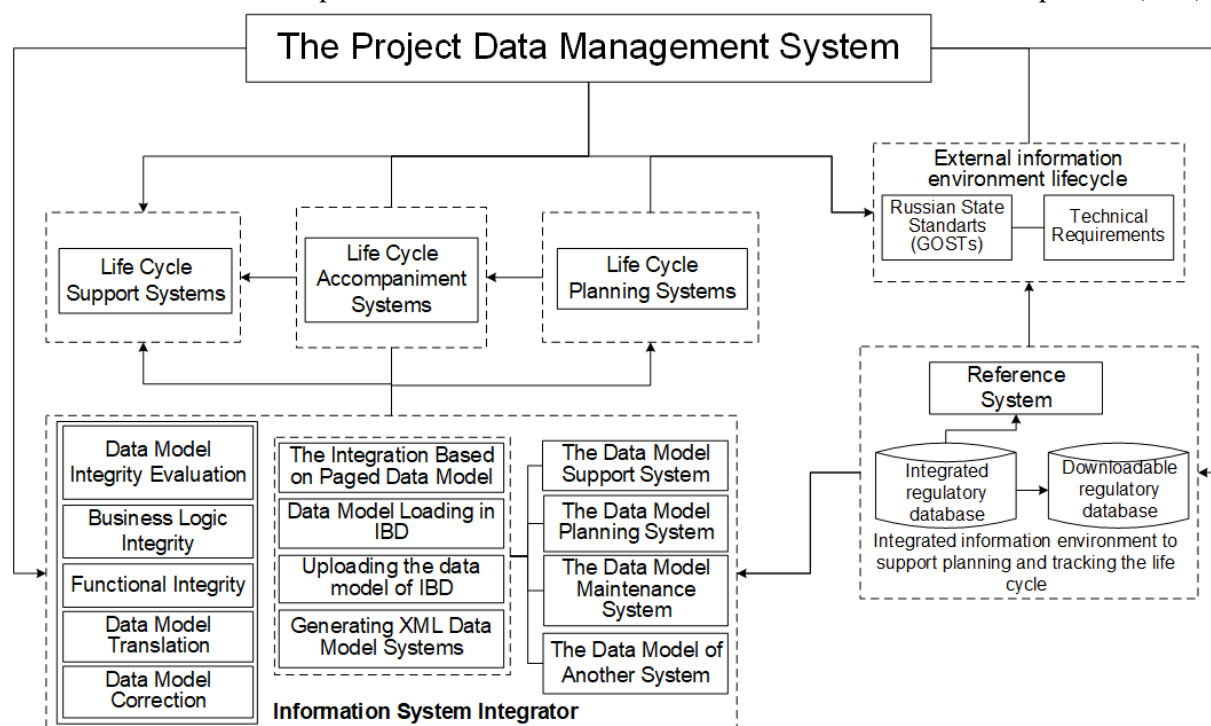 The Project Data Management System
External information
environment lifecycle
Russian State
Standarts
(GOSTs)
Technical
Requirements
Life Cycle
Support Systems
Life Cycle
Accompaniment
Systems
Life Cycle
Planning Systems
Reference
System
Integrated
regulatory
database
Downloadable
regulatory
database
Integrated information environment to
support planning and tracking the life
cycle
Data Model
Integrity Evaluation
Business Logic
Integrity
Functional Integrity
Data Model
Translation
Data Model
Correction
The Integration Based
on Paged Data Model
Data Model Loading in
IBD
Uploading the data
model of IBD
Generating XML Data
Model Systems
The Data Model
Support System
The Data Model
Planning System
The Data Model
Maintenance
System
The Data Model of
Another System
Information System Integrator